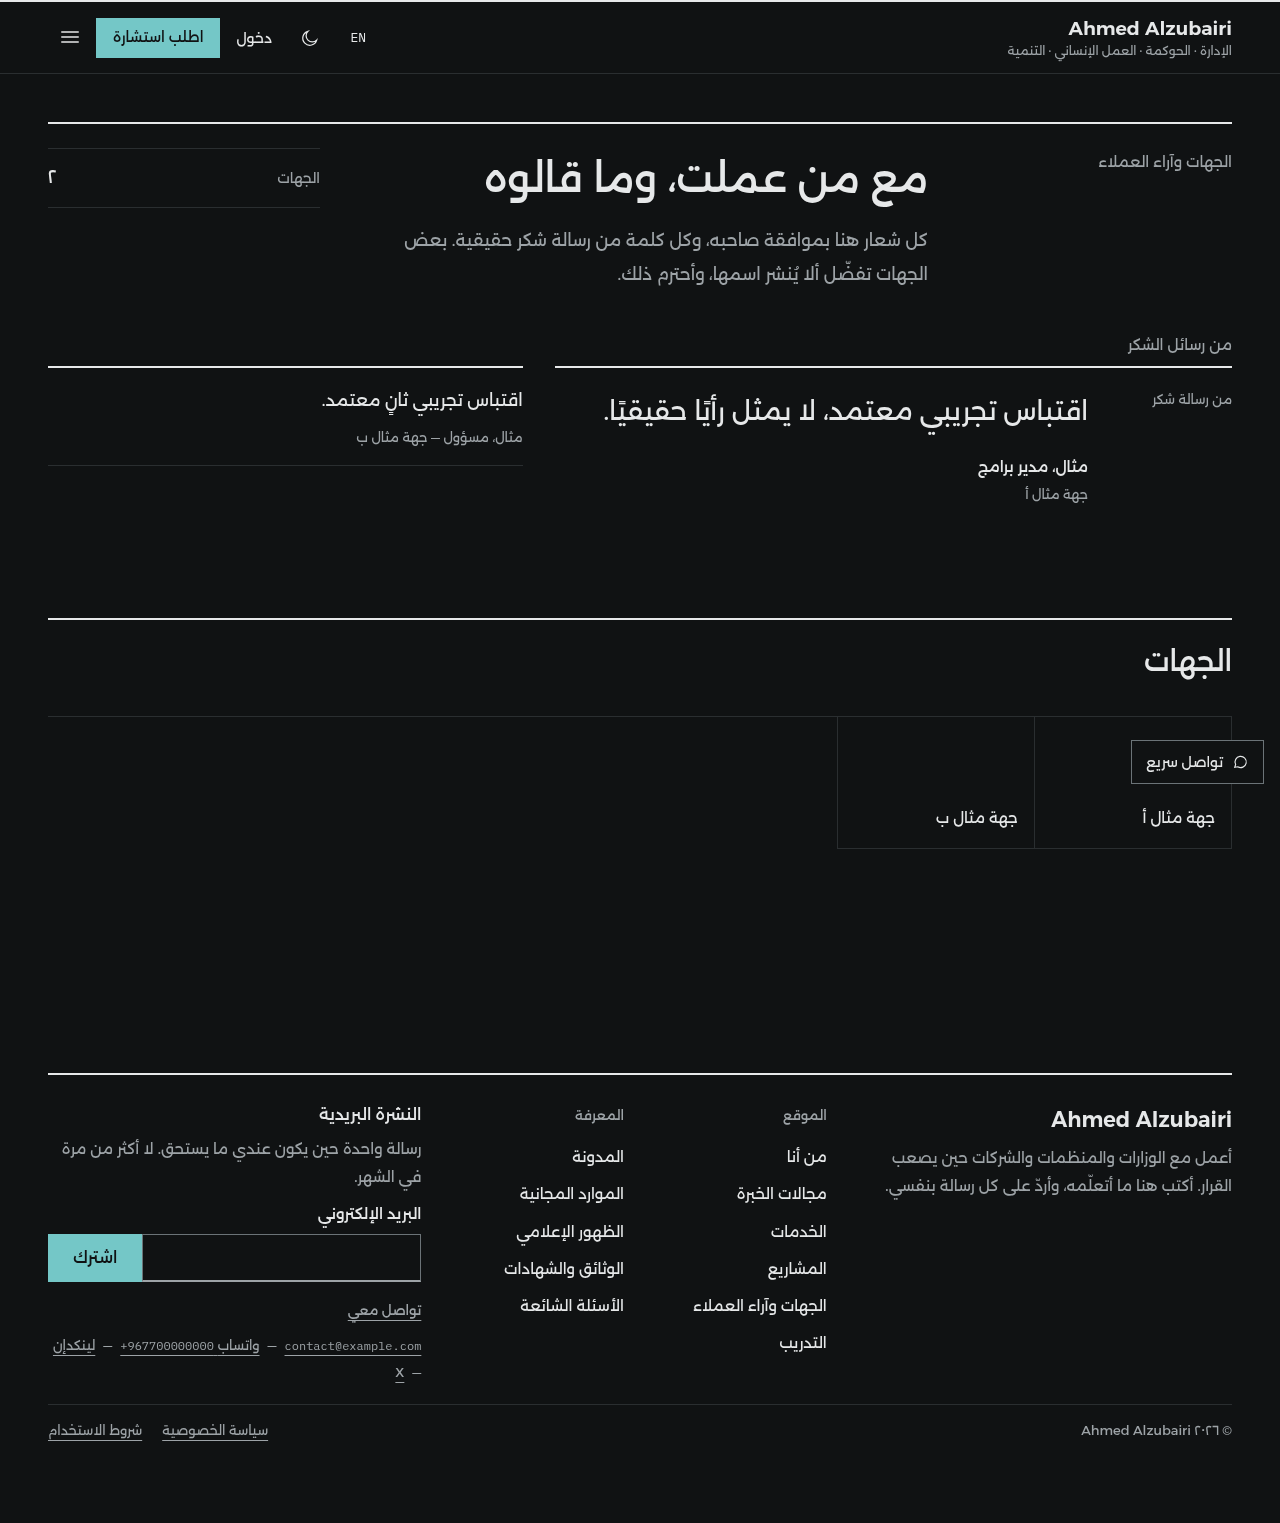 Ahmed Alzubairi
الإدارة · الحوكمة · العمل الإنساني · التنمية
EN
دخول
اطلب استشارة
الجهات وآراء العملاء
مع من عملت، وما قالوه
كل شعار هنا بموافقة صاحبه، وكل كلمة من رسالة شكر حقيقية. بعض
الجهات تفضّل ألا يُنشر اسمها، وأحترم ذلك.
الجهات
٢
من رسائل الشكر
من رسالة شكر
اقتباس تجريبي معتمد، لا يمثل رأيًا حقيقيًا.
مثال، مدير برامج
جهة مثال أ
اقتباس تجريبي ثانٍ معتمد.
مثال، مسؤول — جهة مثال ب
الجهات
تواصل سريع
جهة مثال أ
جهة مثال ب
Ahmed Alzubairi
أعمل مع الوزارات والمنظمات والشركات حين يصعب
القرار. أكتب هنا ما أتعلّمه، وأردّ على كل رسالة بنفسي.
الموقع
من أنا
مجالات الخبرة
الخدمات
المشاريع
الجهات وآراء العملاء
التدريب
المعرفة
المدونة
الموارد المجانية
الظهور الإعلامي
الوثائق والشهادات
الأسئلة الشائعة
النشرة البريدية
رسالة واحدة حين يكون عندي ما يستحق. لا أكثر من مرة
في الشهر.
البريد الإلكتروني
اشترك
تواصل معي
contact@example.com — واتساب +967700000000 — لينكدإن
— X
© ٢٠٢٦ Ahmed Alzubairi
سياسة الخصوصية
شروط الاستخدام